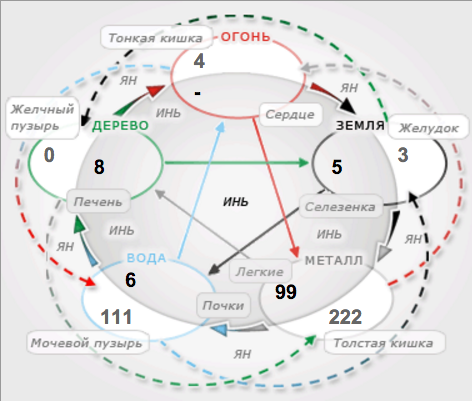 Тонкая кишка
ОГОНЬ
4
-
Сердце
ЯН
ИНЬ
ЯН
Желчный
пузырь
ДЕРЕВО
0
8
Печень
ЗЕМЛЯ
Желудок
5
3
Селезенка
ИНЬ
ЯН
ИНЬ
ИНЬ
ЯН
ВОДА
6
111
Почки
Мочевой пузырь
Легкие
МЕТАЛЛ
99
222
Толстая кишка
ЯН